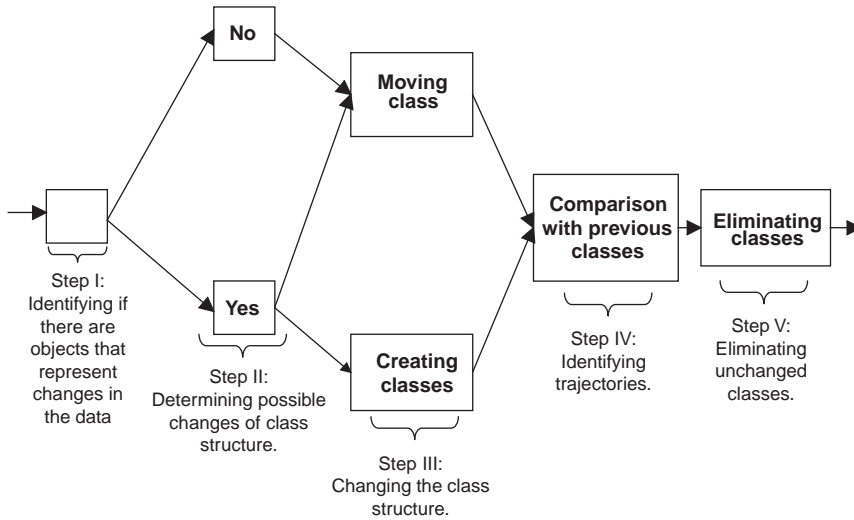 No
Moving
class
Comparison
with previous
classes
Eliminating
classes
Yes
Creating
classes
Step I:
Identifying if
there are
objects that
represent
changes in
the data
Step II:
Determining possible
changes of class
structure.
Step III:
Changing the class
structure.
Step IV:
Identifying
trajectories.
Step V:
Eliminating
unchanged
classes.